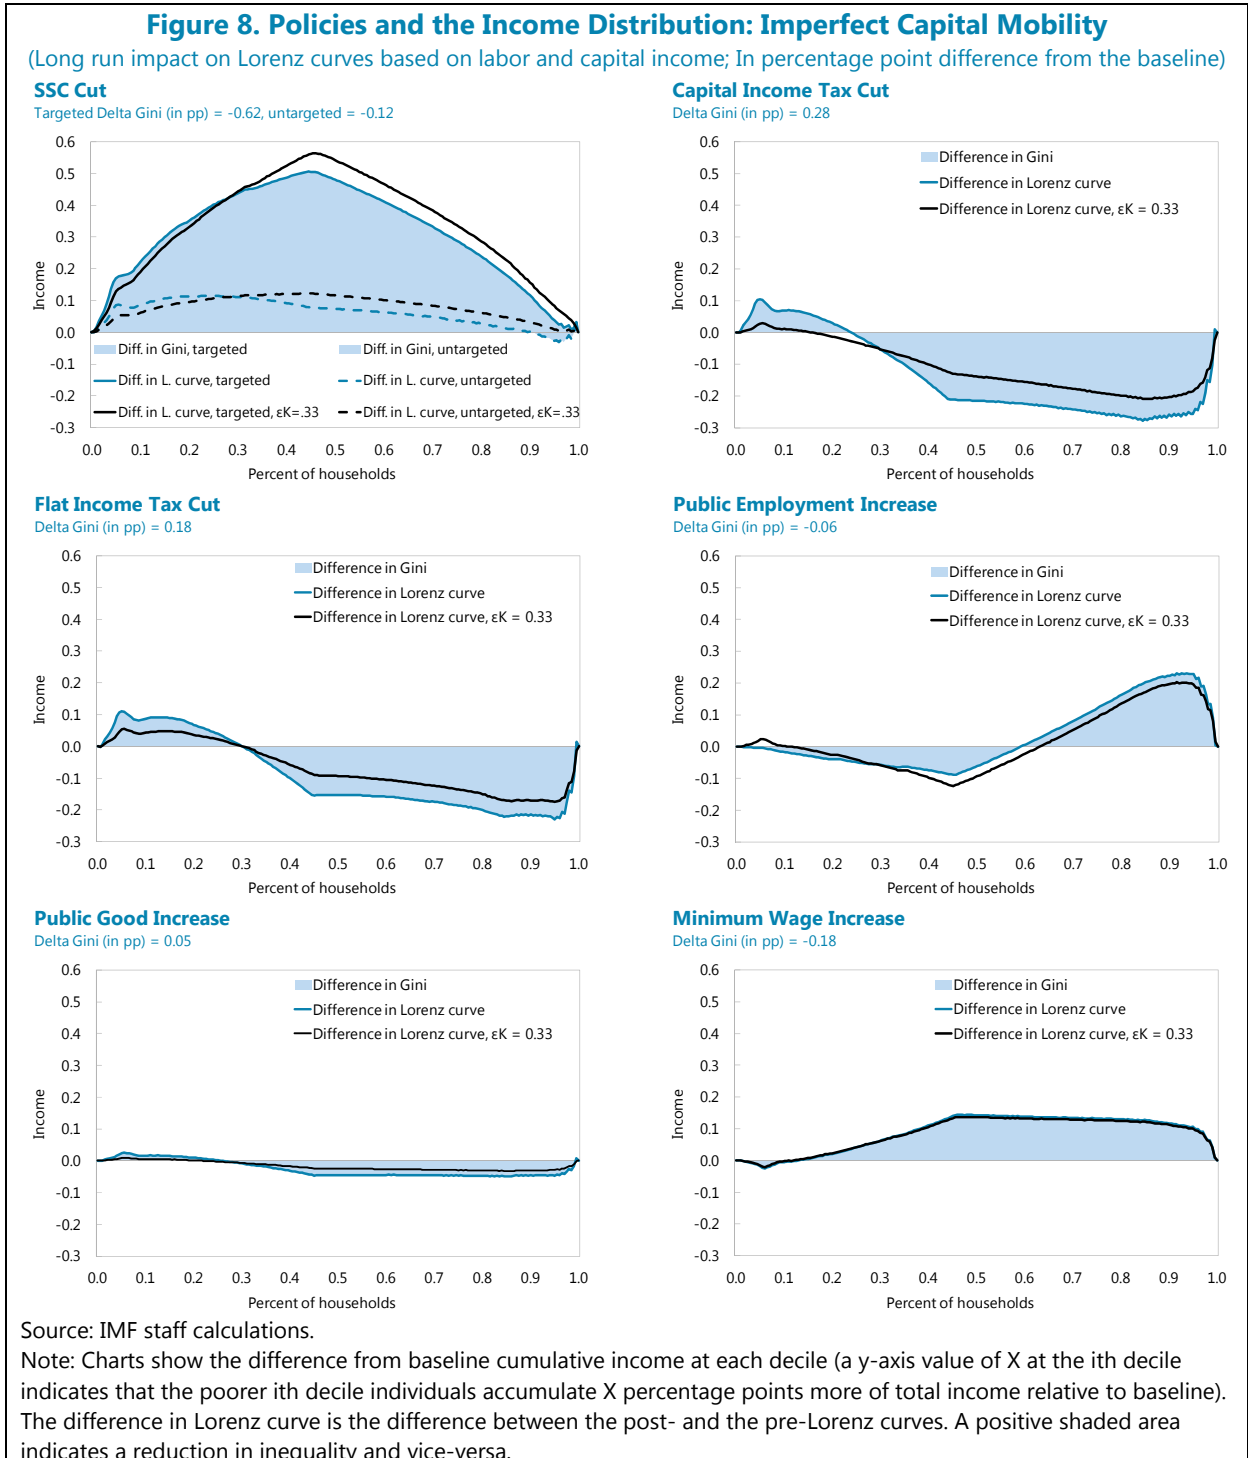 Figure 8. Policies and the Income Distribution: Imperfect Capital Mobility
(Long run impact on Lorenz curves based on labor and capital income; In percentage point difference from the baseline)
SSC Cut
Targeted Delta Gini (in pp) = -0.62, untargeted = -0.12
0.6
0.5
0.4
0.3
0.2
0.1
0.0
-0.1
-0.2
-0.3
Income
Diff. in Gini, targeted
Diff. in Gini, untargeted
Diff. in L. curve, targeted
Diff. in L. curve, untargeted
Diff. in L. curve, targeted, εK=.33
Diff. in L. curve, untargeted, εK=.33
0.0 0.1 0.2 0.3 0.4 0.5 0.6 0.7 0.8 0.9 1.0
Percent of households
Capital Income Tax Cut
Delta Gini (in pp) = 0.28
0.6
0.5
0.4
0.3
0.2
0.1
0.0
-0.1
-0.2
-0.3
Income
Difference in Gini
Difference in Lorenz curve
Difference in Lorenz curve, εK = 0.33
0.0 0.1 0.2 0.3 0.4 0.5 0.6 0.7 0.8 0.9 1.0
Percent of households
Flat Income Tax Cut
Delta Gini (in pp) = 0.18
0.6
0.5
0.4
0.3
0.2
0.1
0.0
-0.1
-0.2
-0.3
Income
Difference in Gini
Difference in Lorenz curve
Difference in Lorenz curve, εK = 0.33
0.0 0.1 0.2 0.3 0.4 0.5 0.6 0.7 0.8 0.9 1.0
Percent of households
Public Employment Increase
Delta Gini (in pp) = -0.06
0.6
0.5
0.4
0.3
0.2
0.1
0.0
-0.1
-0.2
-0.3
Income
Difference in Gini
Difference in Lorenz curve
Difference in Lorenz curve, εK = 0.33
0.0 0.1 0.2 0.3 0.4 0.5 0.6 0.7 0.8 0.9 1.0
Percent of households
Public Good Increase
Delta Gini (in pp) = 0.05
0.6
0.5
0.4
0.3
0.2
0.1
0.0
-0.1
-0.2
-0.3
Income
Difference in Gini
Difference in Lorenz curve
Difference in Lorenz curve, εK = 0.33
0.0 0.1 0.2 0.3 0.4 0.5 0.6 0.7 0.8 0.9 1.0
Percent of households
Minimum Wage Increase
Delta Gini (in pp) = -0.18
0.6
0.5
0.4
0.3
0.2
0.1
0.0
-0.1
-0.2
-0.3
Income
Difference in Gini
Difference in Lorenz curve
Difference in Lorenz curve, εK = 0.33
0.0 0.1 0.2 0.3 0.4 0.5 0.6 0.7 0.8 0.9 1.0
Percent of households
Source: IMF staff calculations.
Note: Charts show the difference from baseline cumulative income at each decile (a y-axis value of X at the ith decile
indicates that the poorer ith decile individuals accumulate X percentage points more of total income relative to baseline).
The difference in Lorenz curve is the difference between the post- and the pre-Lorenz curves. A positive shaded area
indicates a reduction in inequality and vice-versa.